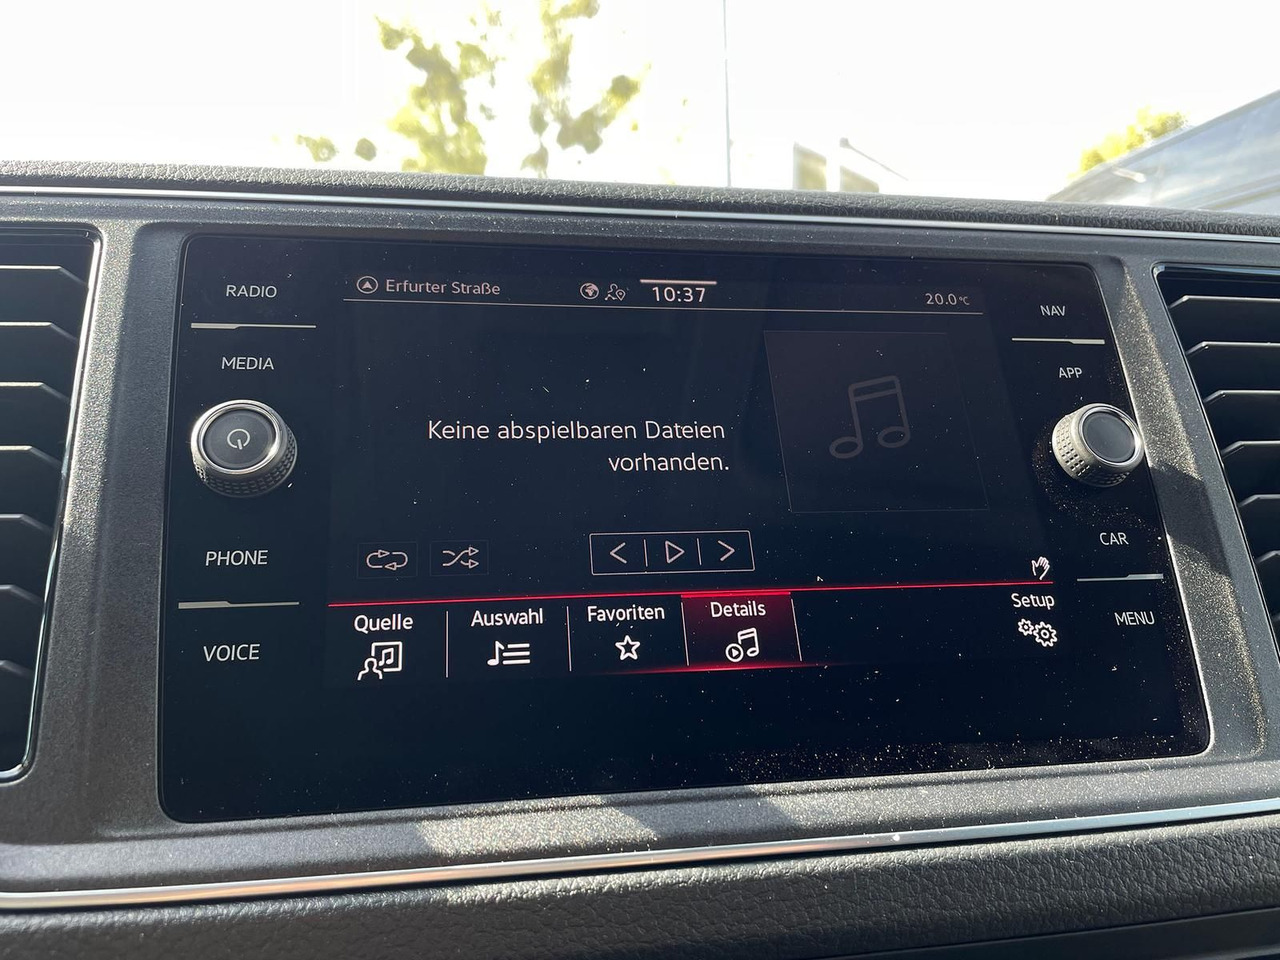 RADIO
MEDIA
PHONE
VOICE
Erfurter Straße
10:37
20.0°C
Keine abspielbaren Dateien
vorhanden.
Quelle
Auswahl
Favoriten
Details
Setup
NAV
APP
CAR
MENU